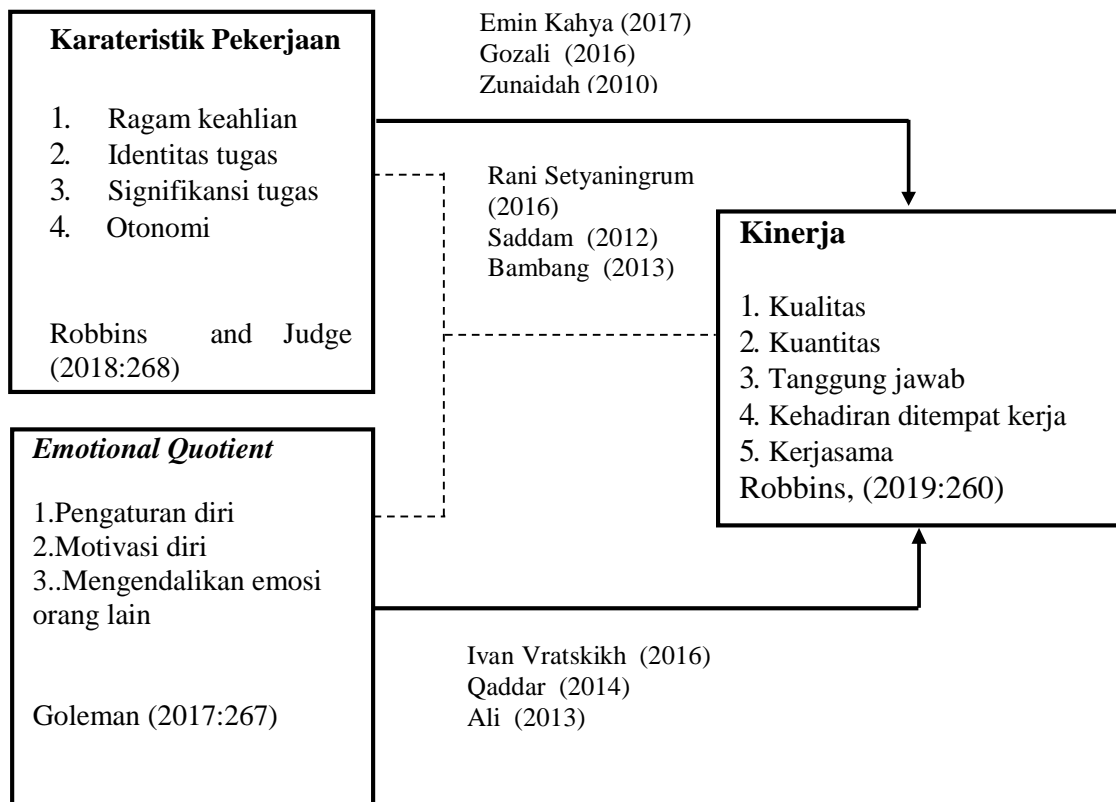 Karateristik Pekerjaan
1. Ragam keahlian
2. Identitas tugas
3. Signifikansi tugas
4. Otonomi
Robbins and Judge
(2018:268)
Emin Kahya (2017)
Gozali (2016)
Zunaidah (2010)
Rani Setyaningrum
(2016)
Saddam (2012)
Bambang (2013)
Kinerja
1. Kualitas
2. Kuantitas
3. Tanggung jawab
4. Kehadiran ditempat kerja
5. Kerjasama
Robbins, (2019:260)
Emotional Quotient
1.Pengaturan diri
2.Motivasi diri
3..Mengendalikan emosi
orang lain
Goleman (2017:267)
Ivan Vratskikh (2016)
Qaddar (2014)
Ali (2013)